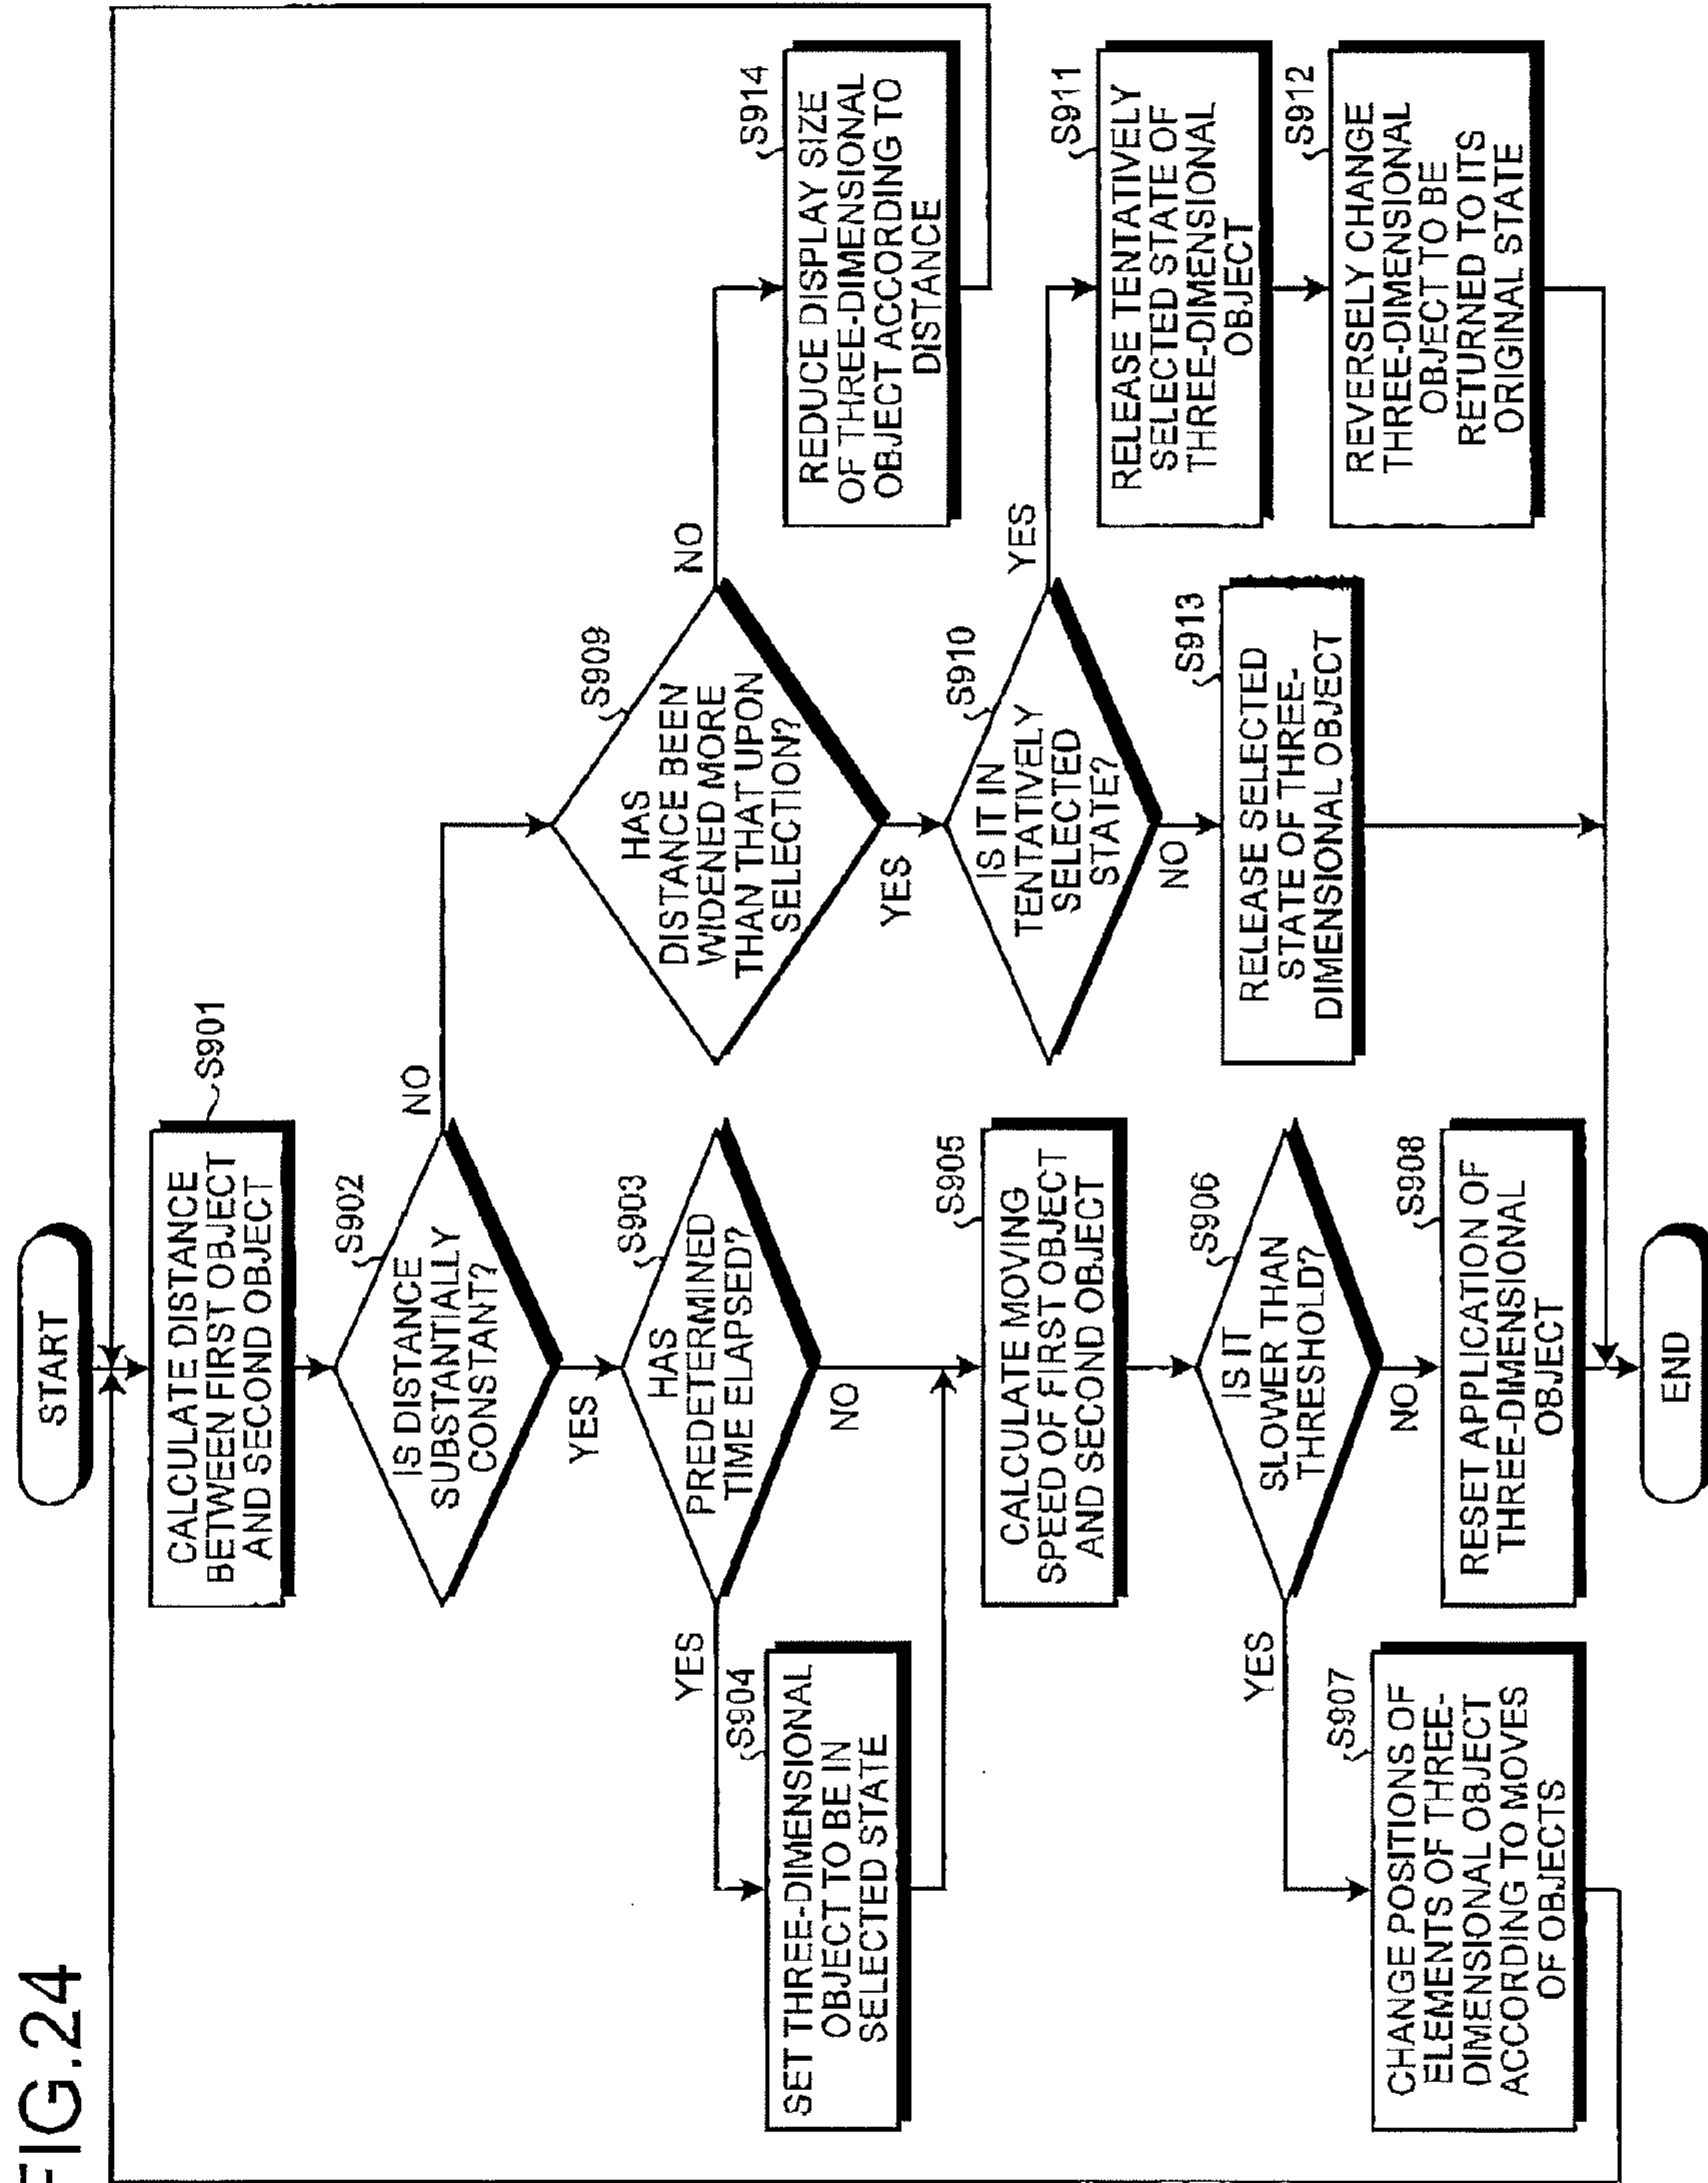 FIG.24
START
S901
CALCULATE DISTANCE
BETWEEN FIRST OBJECT
AND SECOND OBJECT
S902
IS DISTANCE
SUBSTANTIALLY
CONSTANT?
NO
YES
S903
HAS
PREDETERMINED
TIME ELAPSED?
YES
NO
S904
SET THREE-DIMENSIONAL
OBJECT TO BE IN
SELECTED STATE
S905
CALCULATE MOVING
SPEED OF FIRST OBJECT
AND SECOND OBJECT
S906
IS IT
SLOWER THAN
THRESHOLD?
YES
NO
S907
CHANGE POSITIONS OF
ELEMENTS OF THREE-
DIMENSIONAL OBJECT
ACCORDING TO MOVES
OF OBJECTS
S908
RESET APPLICATION OF
THREE-DIMENSIONAL
OBJECT
S909
HAS
DISTANCE BEEN
WIDENED MORE
THAN THAT UPON
SELECTION?
NO
YES
S910
IS IT IN
TENTATIVELY
SELECTED
STATE?
YES
NO
S911
RELEASE TENTATIVELY
SELECTED STATE OF
THREE-DIMENSIONAL
OBJECT
S912
REVERSELY CHANGE
THREE-DIMENSIONAL
OBJECT TO BE
RETURNED TO ITS
ORIGINAL STATE
S913
RELEASE SELECTED
STATE OF THREE-
DIMENSIONAL OBJECT
S914
REDUCE DISPLAY SIZE
OF THREE-DIMENSIONAL
OBJECT ACCORDING TO
DISTANCE
END